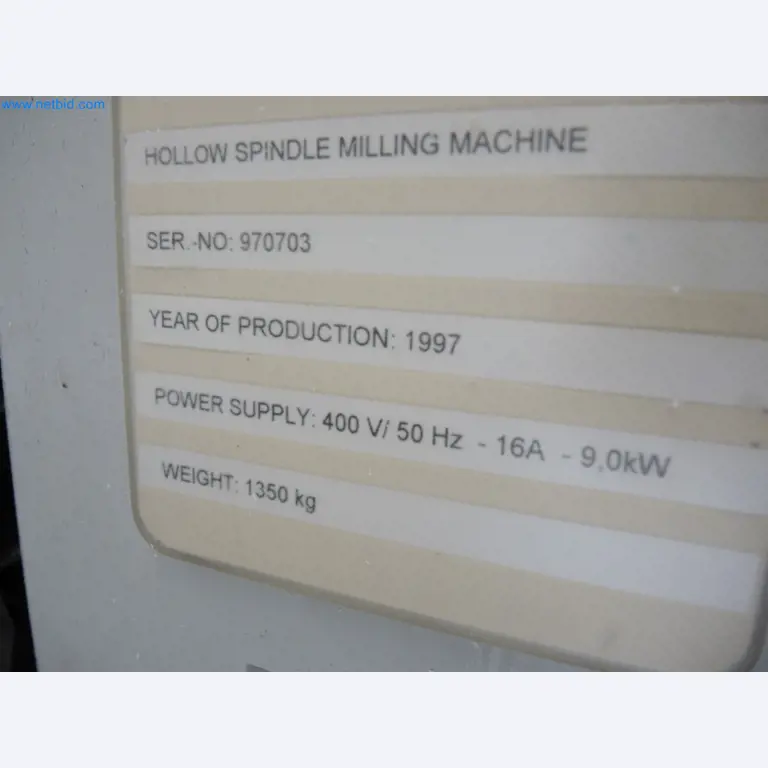 www.netbid.com
HOLLOW SPINDLE MILLING MACHINE
SER.-NO: 970703
YEAR OF PRODUCTION: 1997
POWER SUPPLY: 400 V/ 50 Hz - 16A - 9,0kW
WEIGHT: 1350 kg